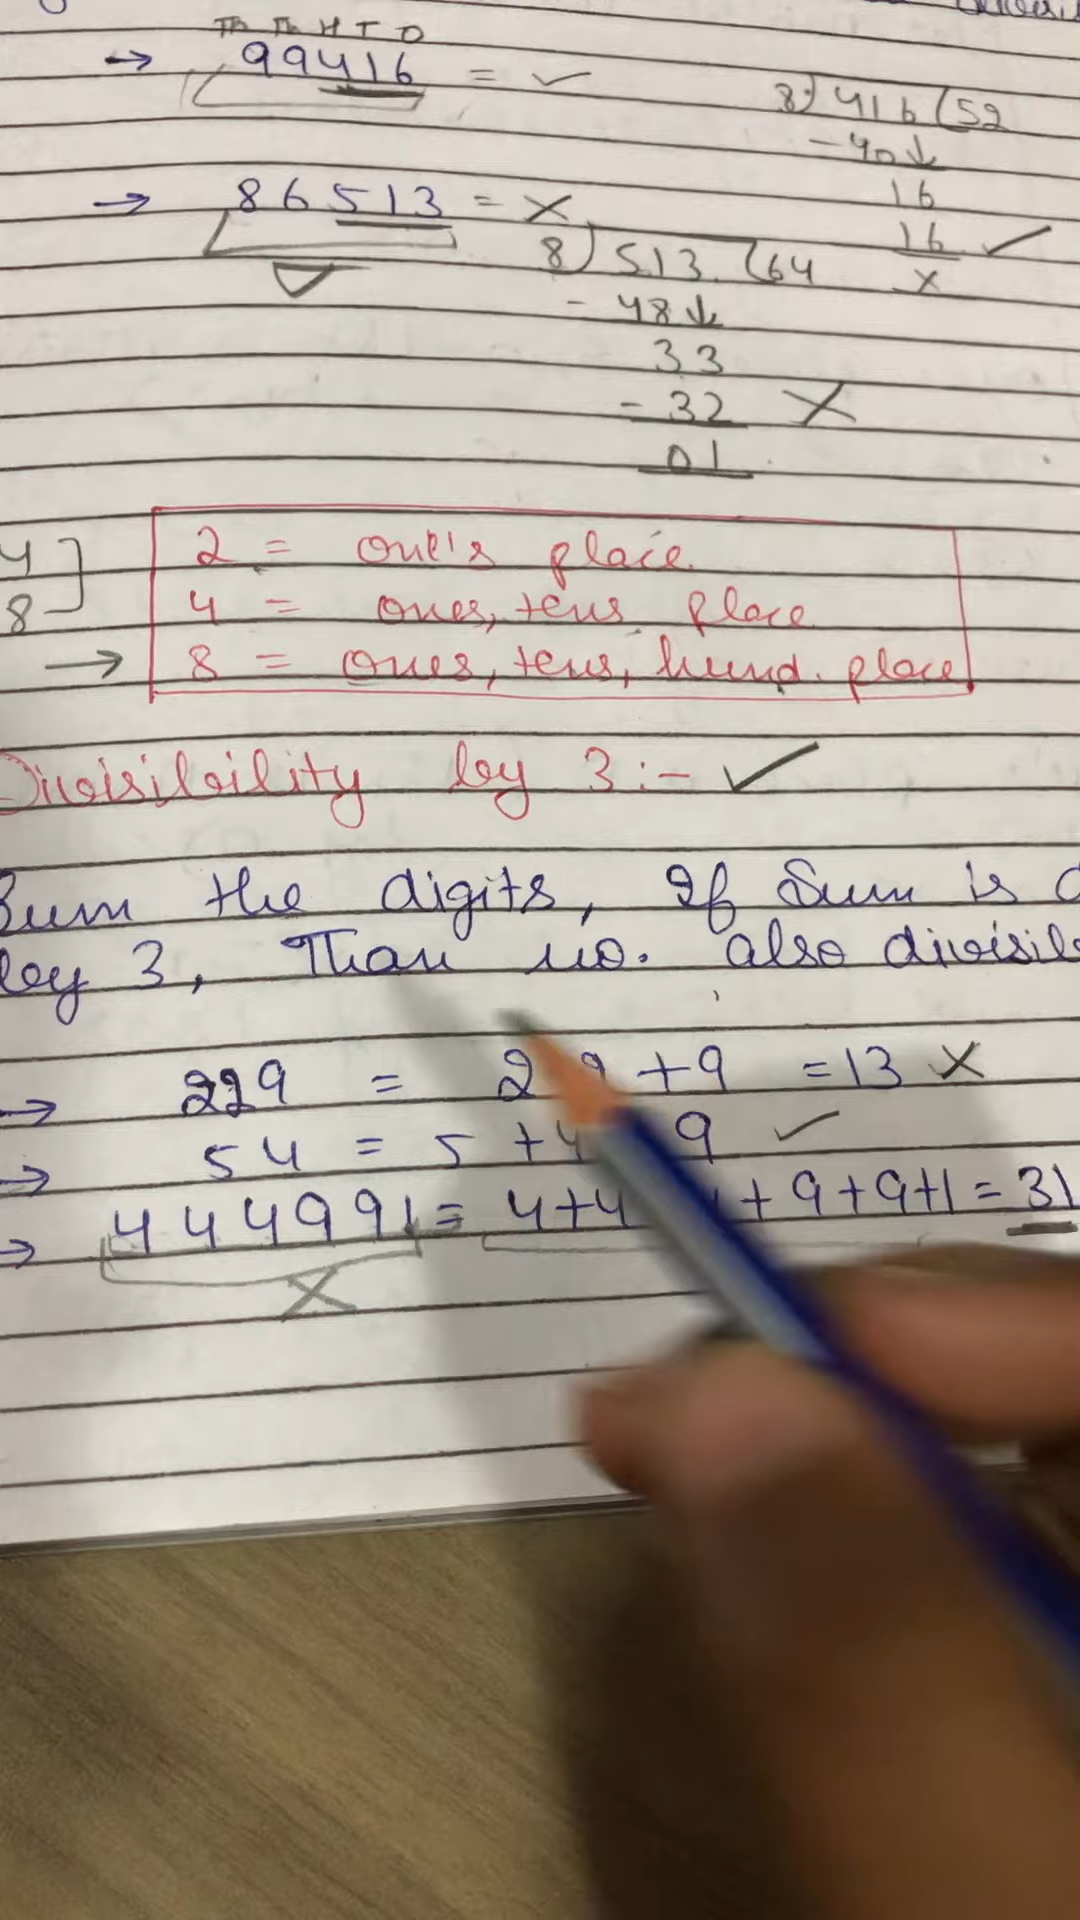 Th Th H T O
→ 99416 = ✓
8) 416 (52
- 40↓
16
16 ✓
x
→ 86513 = ×
8) 513 (64
- 48↓
33
- 32 ×
01
4
8
2 = one's place
4 = ones, tens place
→ 8 = ones, tens, hund. place
Divisibility by 3:- ✓
Sum the digits, If Sum is
by 3, Than no. also
→ 229 = +9 =13 ×
→ 54 = 5 +4 9 ✓
→ 444991 = 4+4 + 9+9+1 = 31
×